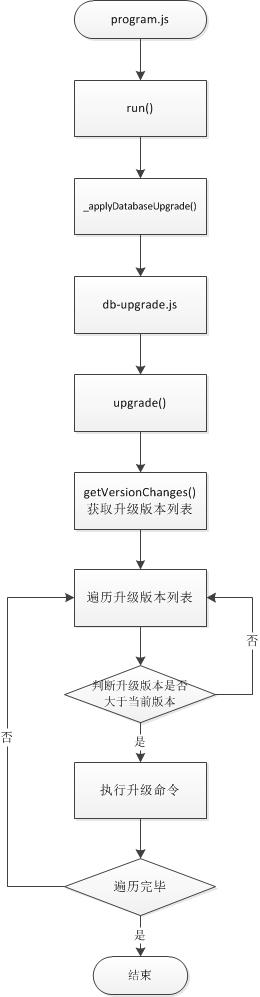 program.js
run()
_applyDatabaseUpgrade()
db-upgrade.js
upgrade()
getVersionChanges()
获取升级版本列表
遍历升级版本列表
否
判断升级版本是否
大于当前版本
否
是
执行升级命令
遍历完毕
是
结束